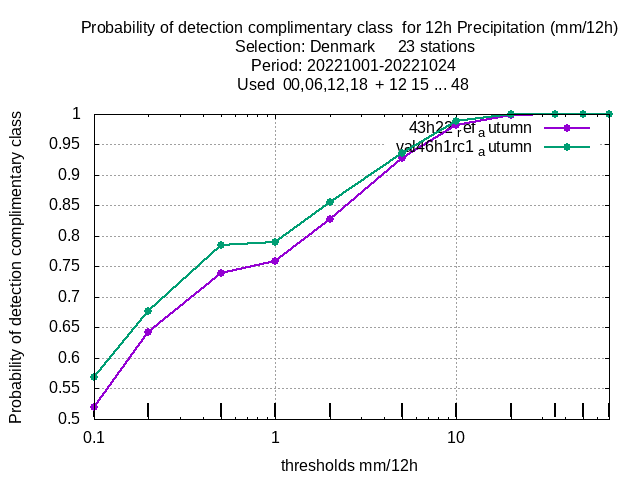 Probability of detection complimentary class  for 12h Precipitation (mm/12h)
Selection: Denmark     23 stations
Period: 20221001-20221024
Used  00,06,12,18  + 12 15 ... 48
Probability of detection complimentary class
1
0.95
0.9
0.85
0.8
0.75
0.7
0.65
0.6
0.55
0.5
43h22refautumn
val46h1rc1autumn
0.1
1
10
thresholds mm/12h